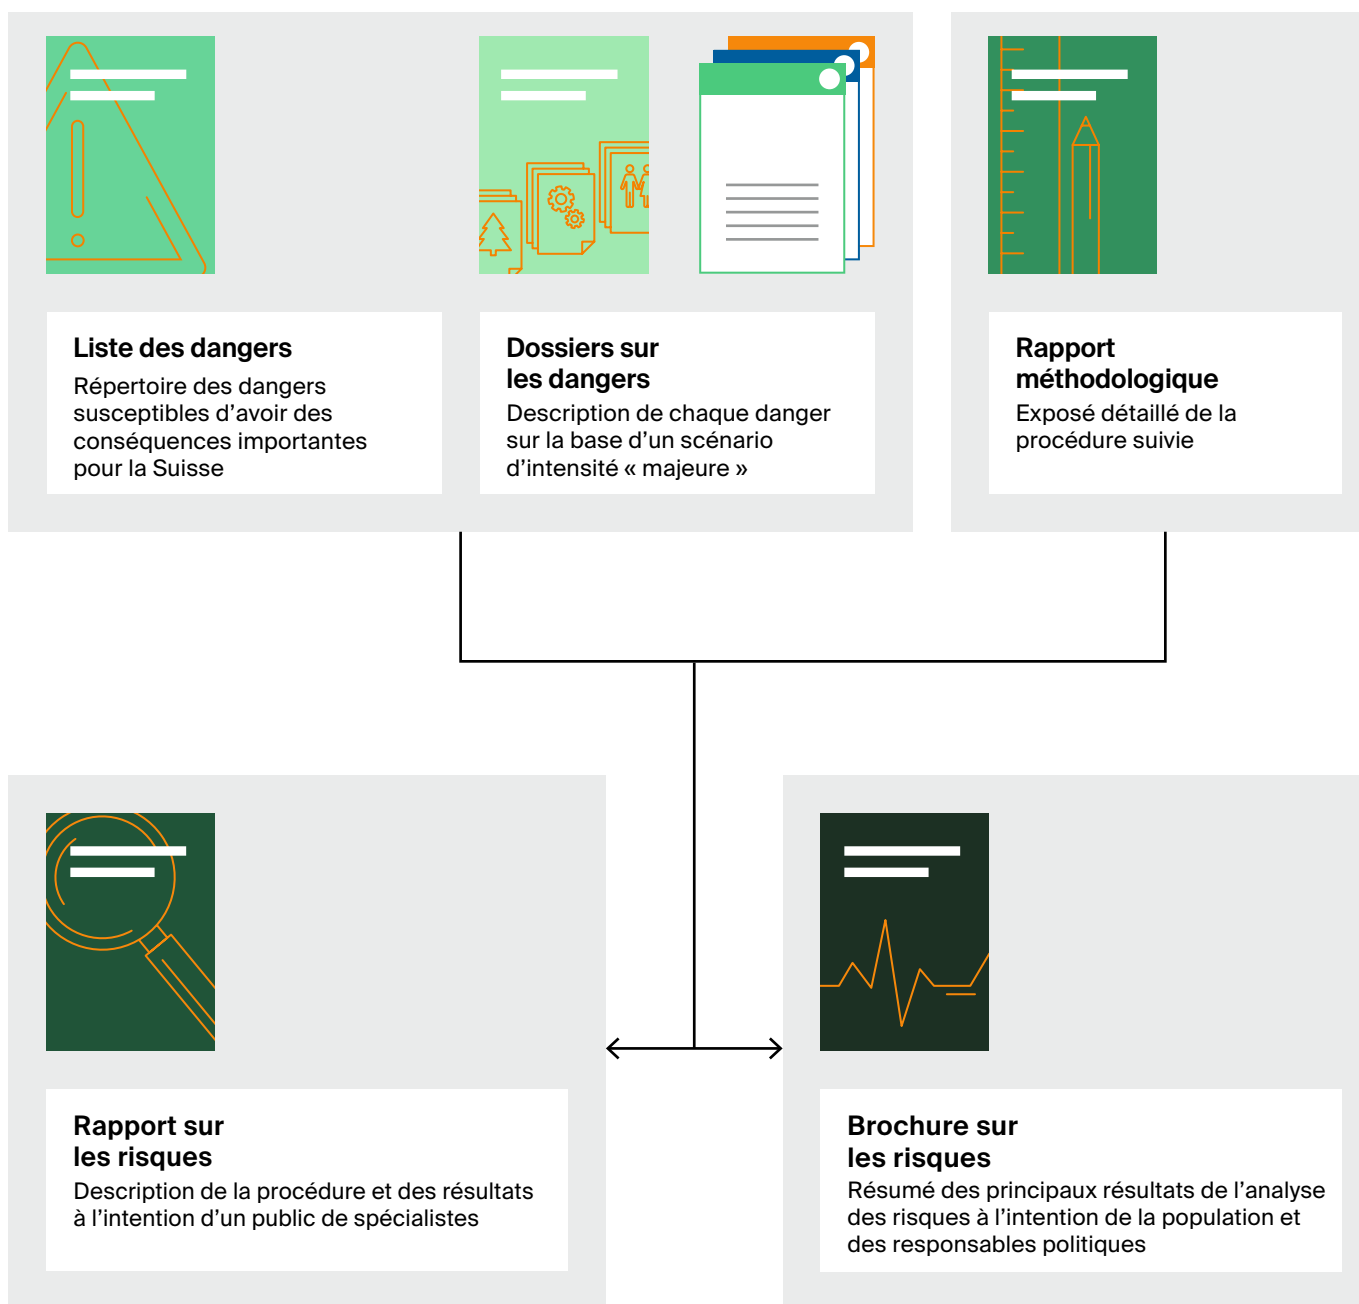 Liste des dangers
Répertoire des dangers
susceptibles d’avoir des
conséquences importantes
pour la Suisse
Dossiers sur
les dangers
Description de chaque danger
sur la base d’un scénario
d’intensité « majeure »
Rapport
méthodologique
Exposé détaillé de la
procédure suivie
Rapport sur
les risques
Description de la procédure et des résultats
à l’intention d’un public de spécialistes
Brochure sur
les risques
Résumé des principaux résultats de l’analyse
des risques à l’intention de la population et
des responsables politiques